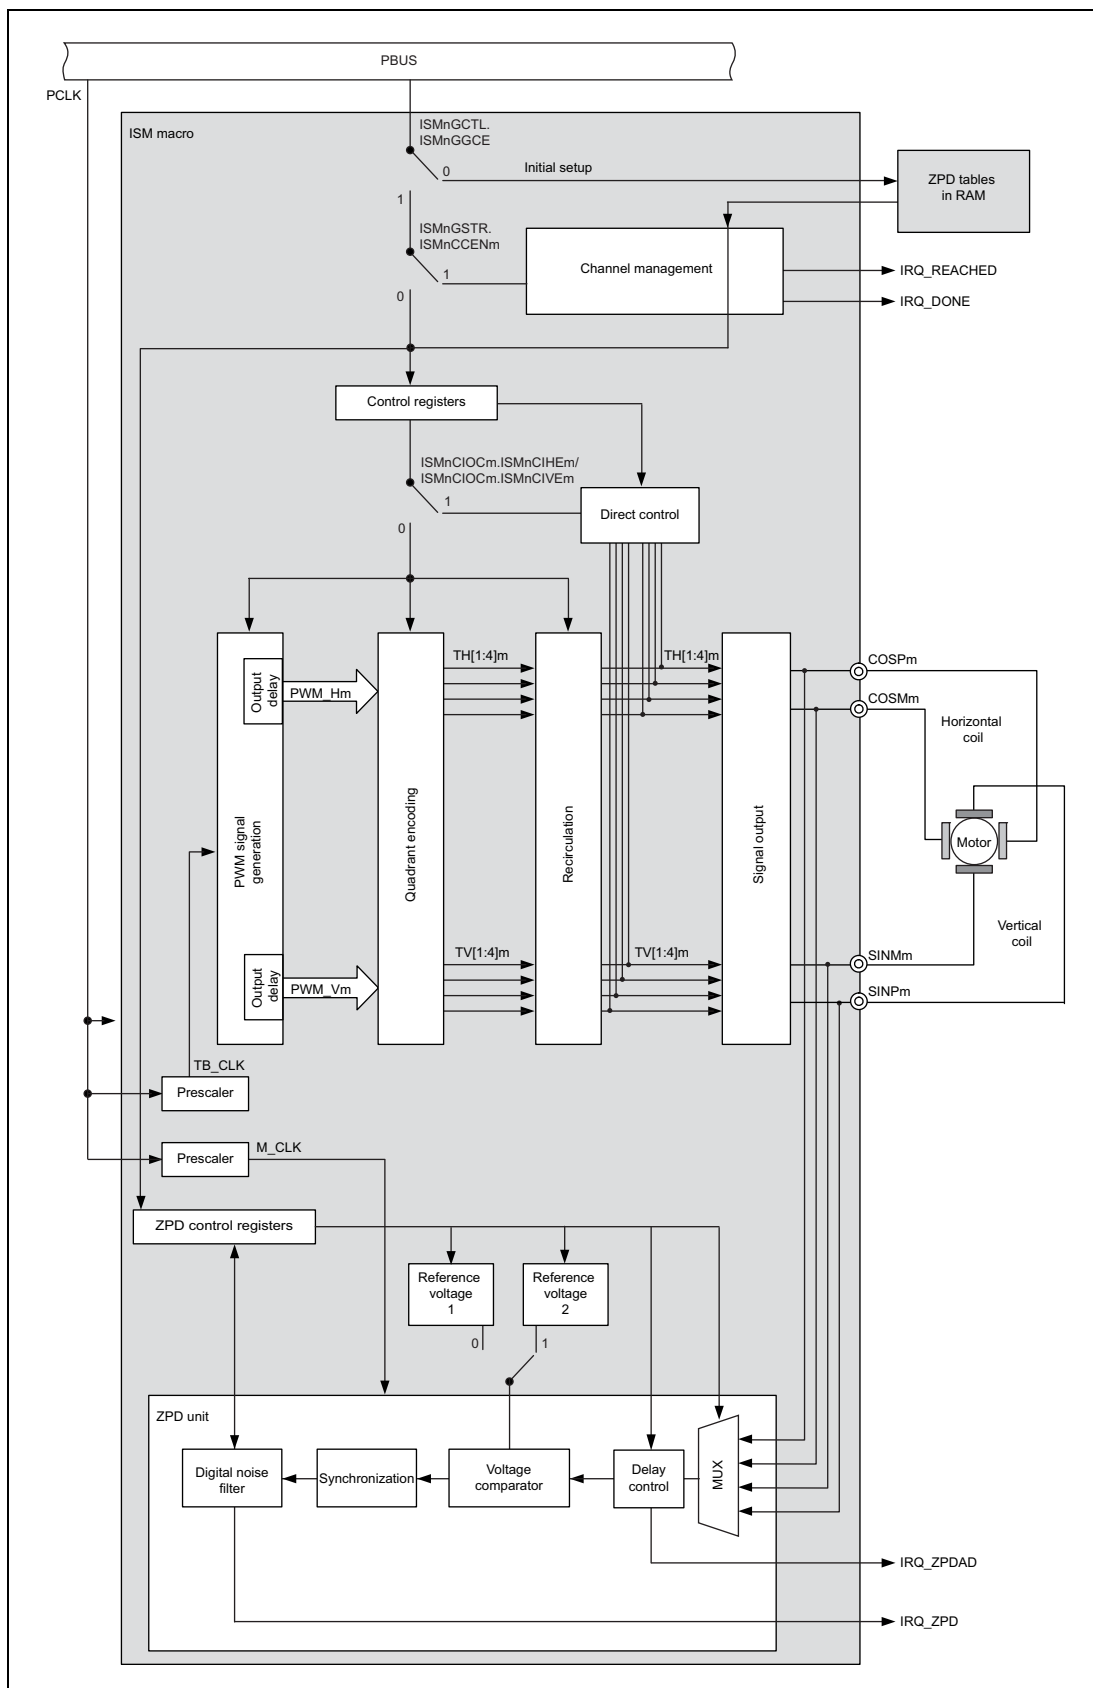 PBUS
PCLK
ISM macro
ISMnGCTL.
ISMnGGCE
0
Initial setup
ZPD tables
in RAM
1
ISMnGSTR.
ISMnCCENm
1
Channel management
IRQ_REACHED
IRQ_DONE
0
Control registers
ISMnCIOCm.ISMnCIHEm/
ISMnCIOCm.ISMnCIVEm
1
Direct control
0
Output
delay
PWM_Hm
TH[1:4]m
TH[1:4]m
COSPm
COSMm
Horizontal
coil
PWM signal
generation
Quadrant encoding
Recirculation
Signal output
Motor
Vertical
coil
Output
delay
PWM_Vm
TV[1:4]m
TV[1:4]m
SINMm
SINPm
TB_CLK
Prescaler
Prescaler
M_CLK
ZPD control registers
Reference
voltage
1
Reference
voltage
2
0
1
ZPD unit
Digital noise
filter
Synchronization
Voltage
comparator
Delay
control
MUX
IRQ_ZPDAD
IRQ_ZPD